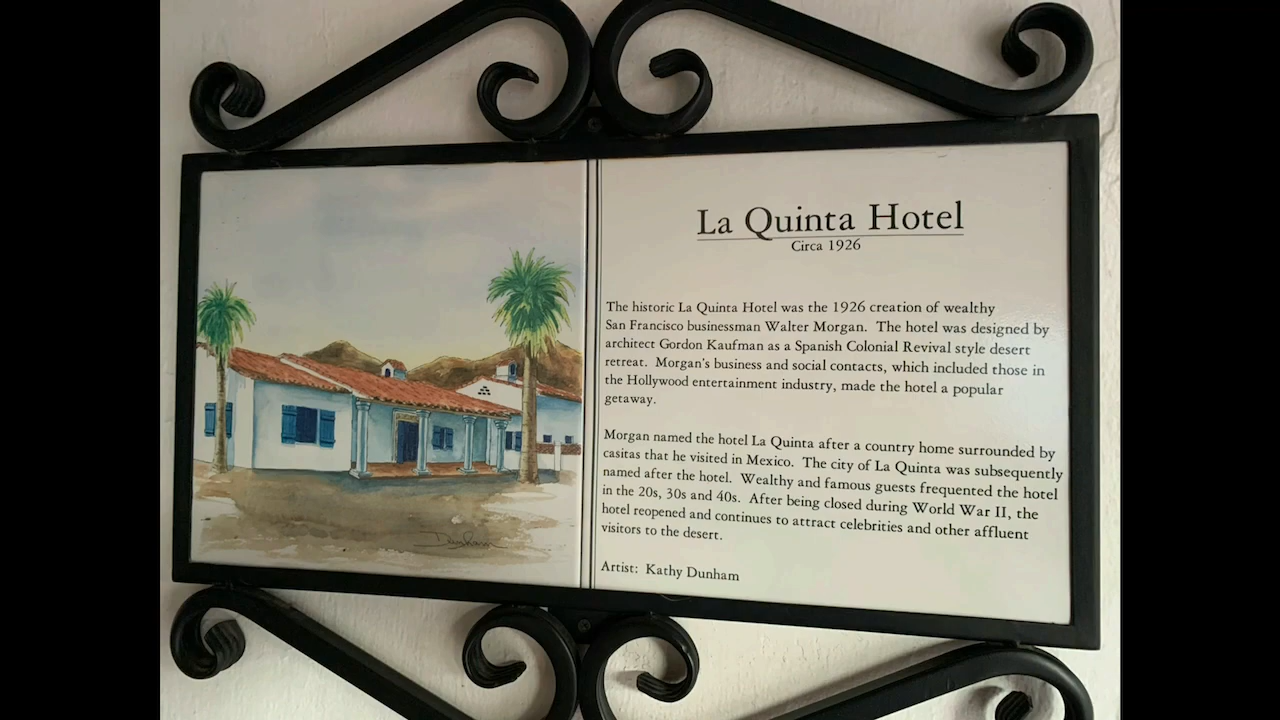 La Quinta Hotel
Circa 1926
The historic La Quinta Hotel was the 1926 creation of wealthy
San Francisco businessman Walter Morgan. The hotel was designed by
architect Gordon Kaufman as a Spanish Colonial Revival style desert
retreat. Morgan's business and social contacts, which included those in
the Hollywood entertainment industry, made the hotel a popular
getaway.
Morgan named the hotel La Quinta after a country home surrounded by
casitas that he visited in Mexico. The city of La Quinta was subsequently
named after the hotel. Wealthy and famous guests frequented the hotel
in the 20s, 30s and 40s. After being closed during World War II, the
hotel reopened and continues to attract celebrities and other affluent
visitors to the desert.
Artist: Kathy Dunham
Dunham